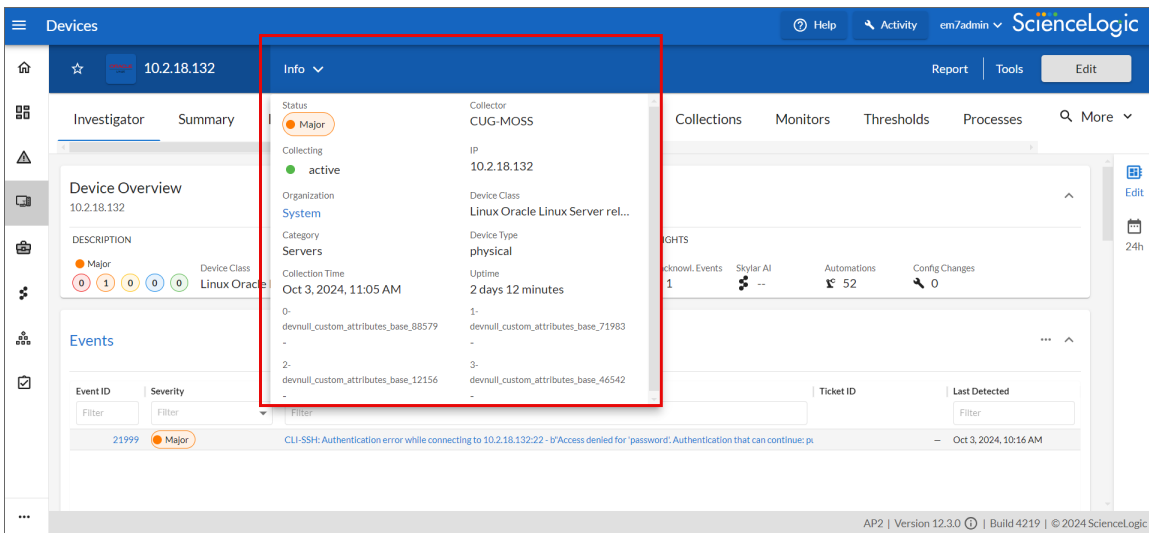 Devices
Help
Activity
em7admin
ScienceLogic
10.2.18.132
Info
Report
Tools
Edit
Investigator
Summary
Collections
Monitors
Thresholds
Processes
More
Status
Major
Collector
CUG-MOSS
Collecting
active
IP
10.2.18.132
Organization
System
Device Class
Linux Oracle Linux Server rel...
Category
Servers
Device Type
physical
Collection Time
Oct 3, 2024, 11:05 AM
Uptime
2 days 12 minutes
0-
devnull_custom_attributes_base_88579
-
1-
devnull_custom_attributes_base_71983
-
2-
devnull_custom_attributes_base_12156
-
3-
devnull_custom_attributes_base_46542
-
Device Overview
10.2.18.132
DESCRIPTION
Major
0 1 0 0 0
Device Class
Linux Oracle
GHTS
cknowl. Events
1
Skylar AI
--
Automations
52
Config Changes
0
Edit
24h
Events
...
Event ID
Severity
Ticket ID
Last Detected
Filter
Filter
Filter
Filter
21999
Major
CLI-SSH: Authentication error while connecting to 10.2.18.132:22 - b"Access denied for 'password'. Authentication that can continue: pu
–
Oct 3, 2024, 10:16 AM
AP2 | Version 12.3.0 | Build 4219 | © 2024 ScienceLogic